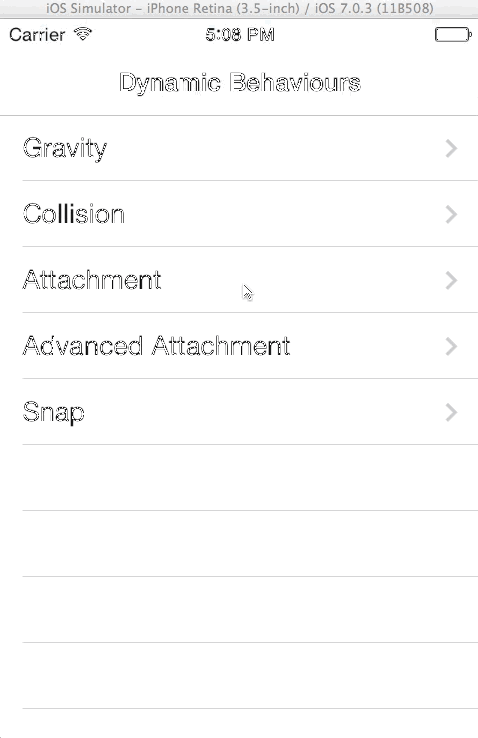 iOS Simulator - iPhone Retina (3.5-inch) / iOS 7.0.3 (11B508)
Carrier 5:08 PM
Dynamic Behaviours
Gravity
Collision
Attachment
Advanced Attachment
Snap